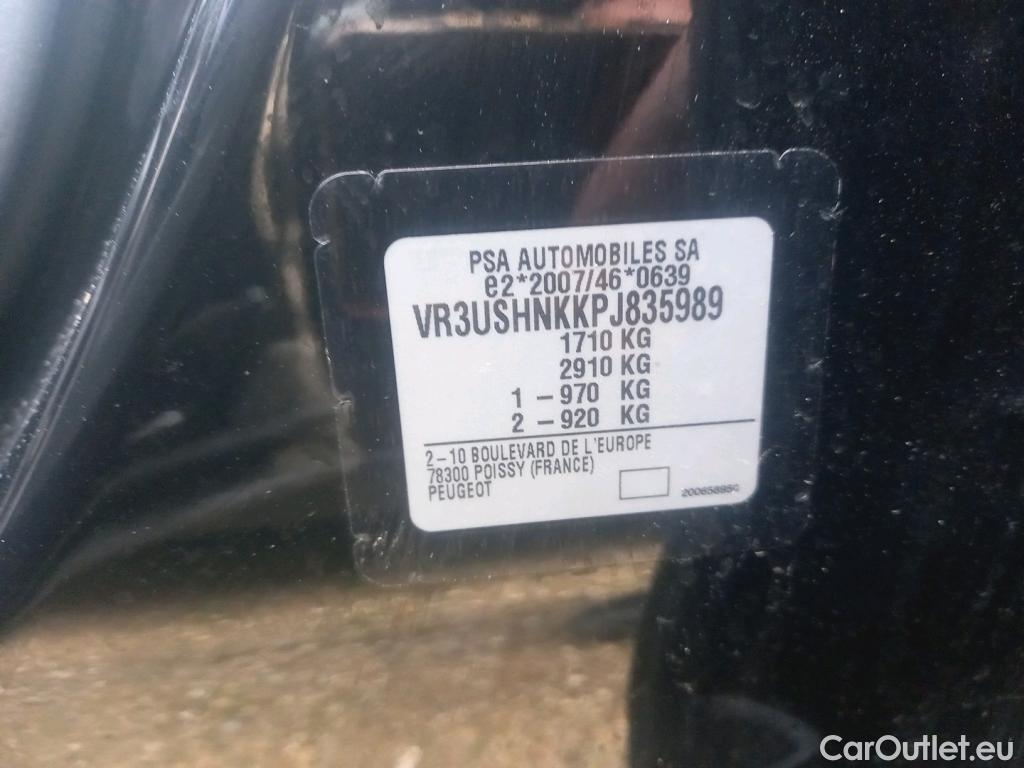 PSA AUTOMOBILES SA
e2*2007/46*0639
VR3USHNKKPJ835989
1710 KG
2910 KG
1 – 970 KG
2 – 920 KG
2–10 BOULEVARD DE L'EUROPE
78300 POISSY (FRANCE)
PEUGEOT
CarOutlet.eu